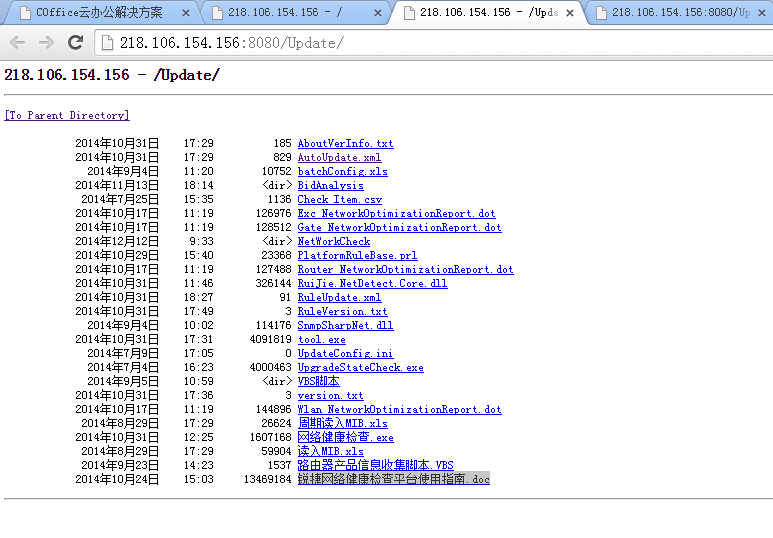 COffice云办公解决方案 218.106.154.156 - / 218.106.154.156 - /Upda 218.106.154.156:8080/Up
218.106.154.156:8080/Update/
218.106.154.156 - /Update/
[To Parent Directory]
2014年10月31日 17:29 185 AboutVerInfo.txt
2014年10月31日 17:29 829 AutoUpdate.xml
2014年9月4日 11:20 10752 batchConfig.xls
2014年11月13日 18:14 <dir> BidAnalysis
2014年7月25日 15:35 1136 Check_Item.csv
2014年10月17日 11:19 126976 Exc_NetworkOptimizationReport.dot
2014年10月17日 11:19 128512 Gate_NetworkOptimizationReport.dot
2014年12月12日 9:33 <dir> NetWorkCheck
2014年10月29日 15:40 23368 PlatformRuleBase.prl
2014年10月17日 11:19 127488 Router_NetworkOptimizationReport.dot
2014年10月31日 11:46 326144 RuiJie.NetDetect.Core.dll
2014年10月31日 18:27 91 RuleUpdate.xml
2014年10月31日 17:49 3 RuleVersion.txt
2014年9月4日 10:02 114176 SnmpSharpNet.dll
2014年10月31日 17:31 4091819 tool.exe
2014年7月9日 17:05 0 UpdateConfig.ini
2014年7月4日 16:23 4000463 UpgradeStateCheck.exe
2014年9月5日 10:59 <dir> VBS脚本
2014年10月31日 17:36 3 version.txt
2014年10月17日 11:19 144896 Wlan_NetworkOptimizationReport.dot
2014年8月29日 17:29 26624 周期读入MIB.xls
2014年10月31日 12:25 1607168 网络健康检查.exe
2014年8月29日 17:29 59904 读入MIB.xls
2014年9月23日 14:23 1537 路由器产品信息收集脚本.VBS
2014年10月24日 15:03 13469184 锐捷网络健康检查平台使用指南.doc